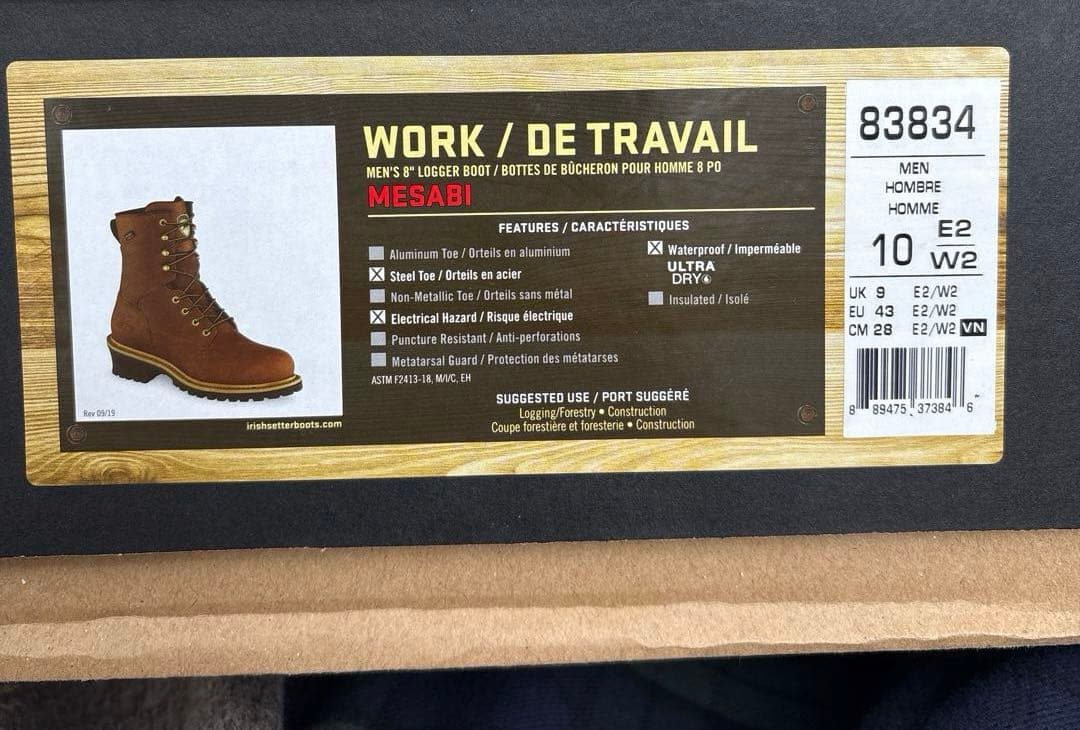 WORK / DE TRAVAIL
MEN'S 8" LOGGER BOOT / BOTTES DE BÛCHERON POUR HOMME 8 PO
MESABI
FEATURES / CARACTÉRISTIQUES
Aluminum Toe / Orteils en aluminium
Steel Toe / Orteils en acier
Non-Metallic Toe / Orteils sans métal
Electrical Hazard / Risque électrique
Puncture Resistant / Anti-perforations
Metatarsal Guard / Protection des métatarses
ASTM F2413-18, M/I/C, EH
Waterproof / Imperméable
ULTRA
DRY
Insulated / Isolé
SUGGESTED USE / PORT SUGGÉRÉ
Logging/Forestry • Construction
Coupe forestière et foresterie • Construction
Rev 09/19
irishsetterboots.com
83834
MEN
HOMBRE
HOMME
10 E2
W2
UK 9 E2/W2
EU 43 E2/W2
CM 28 E2/W2 VN
8 89475 37384 6